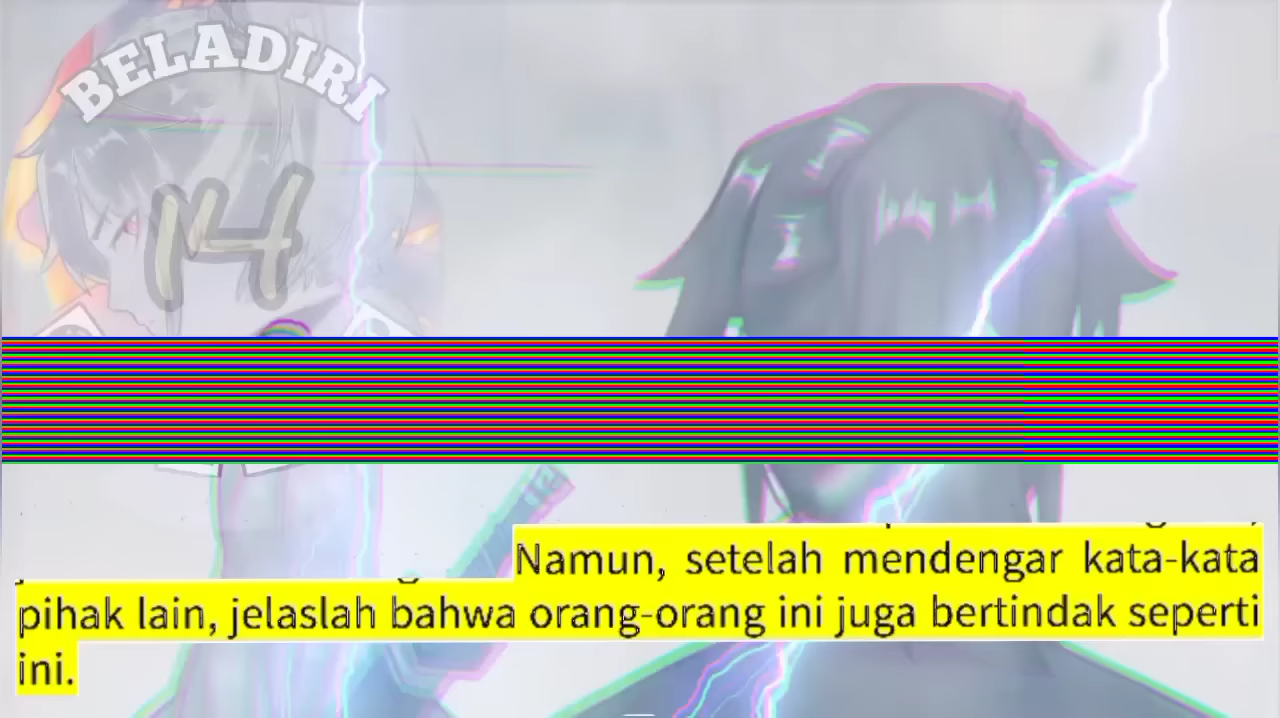 BELADIRI
14
Namun, setelah mendengar kata-kata
pihak lain, jelaslah bahwa orang-orang ini juga bertindak seperti
ini.